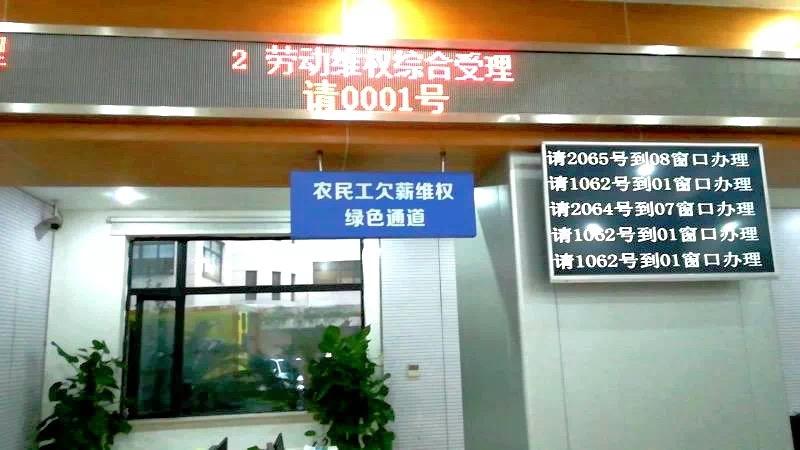 2 劳动维权综合受理
请0001号
农民工欠薪维权
绿色通道
请2065号到08窗口办理
请1062号到01窗口办理
请2064号到07窗口办理
请1062号到01窗口办理
请1062号到01窗口办理